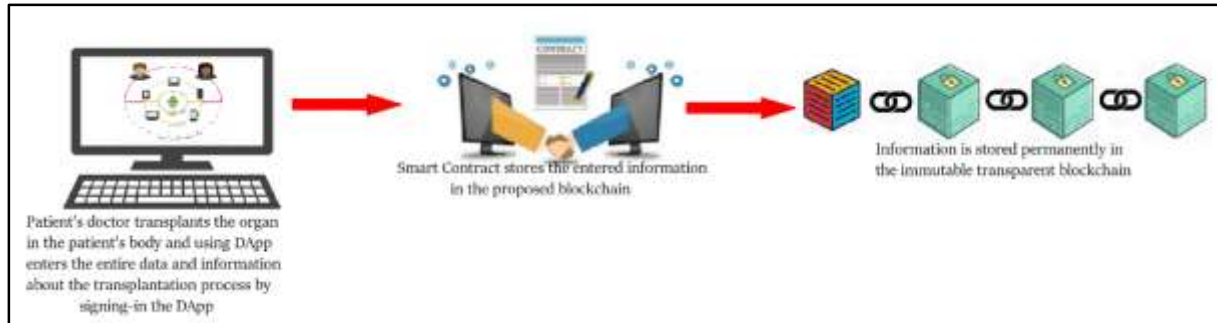 CONTRACT
Patient's doctor transplants the organ
in the patient's body and using DApp
enters the entire data and information
about the transplantation process by
signing-in the DApp
Smart Contract stores the entered information
in the proposed blockchain
Information is stored permanently in
the immutable transparent blockchain